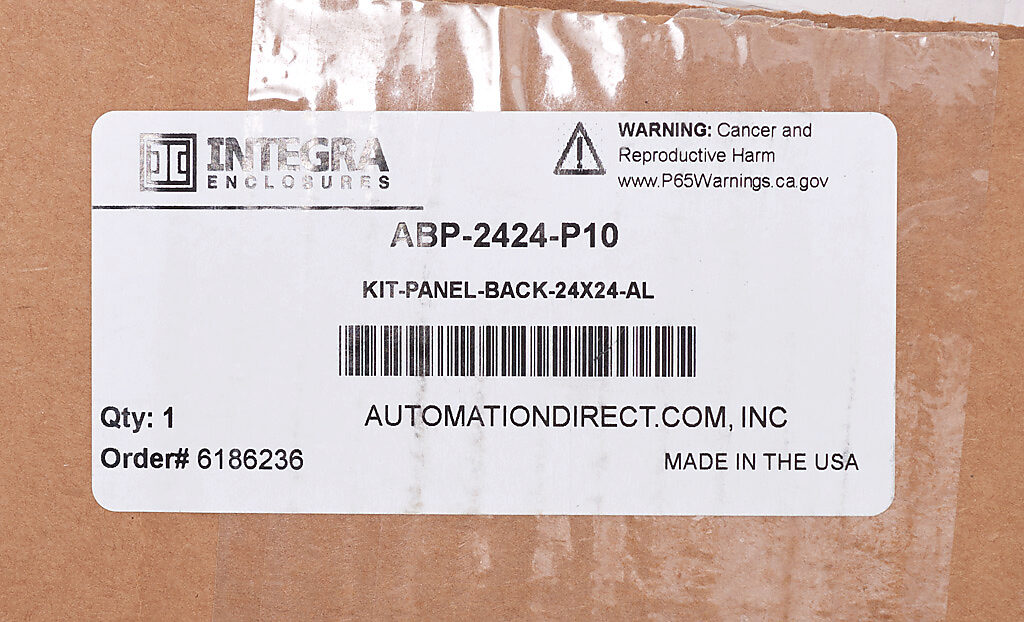 INTEGRA
ENCLOSURES
WARNING: Cancer and
Reproductive Harm
www.P65Warnings.ca.gov
ABP-2424-P10
KIT-PANEL-BACK-24X24-AL
Qty: 1
AUTOMATIONDIRECT.COM, INC
Order# 6186236
MADE IN THE USA